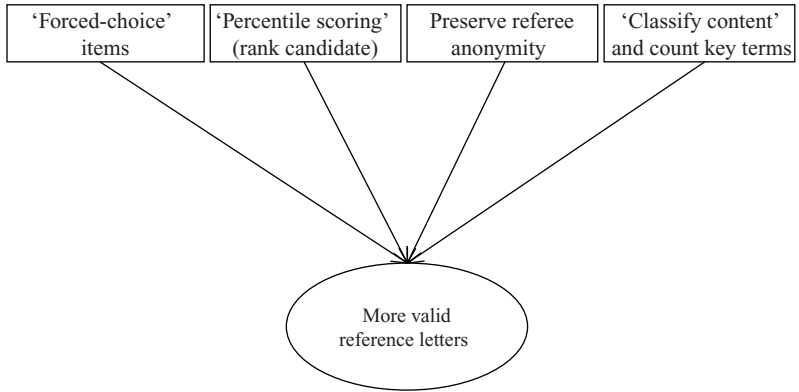 ‘Forced-choice’
items
‘Percentile scoring’
(rank candidate)
Preserve referee
anonymity
‘Classify content’
and count key terms
More valid
reference letters